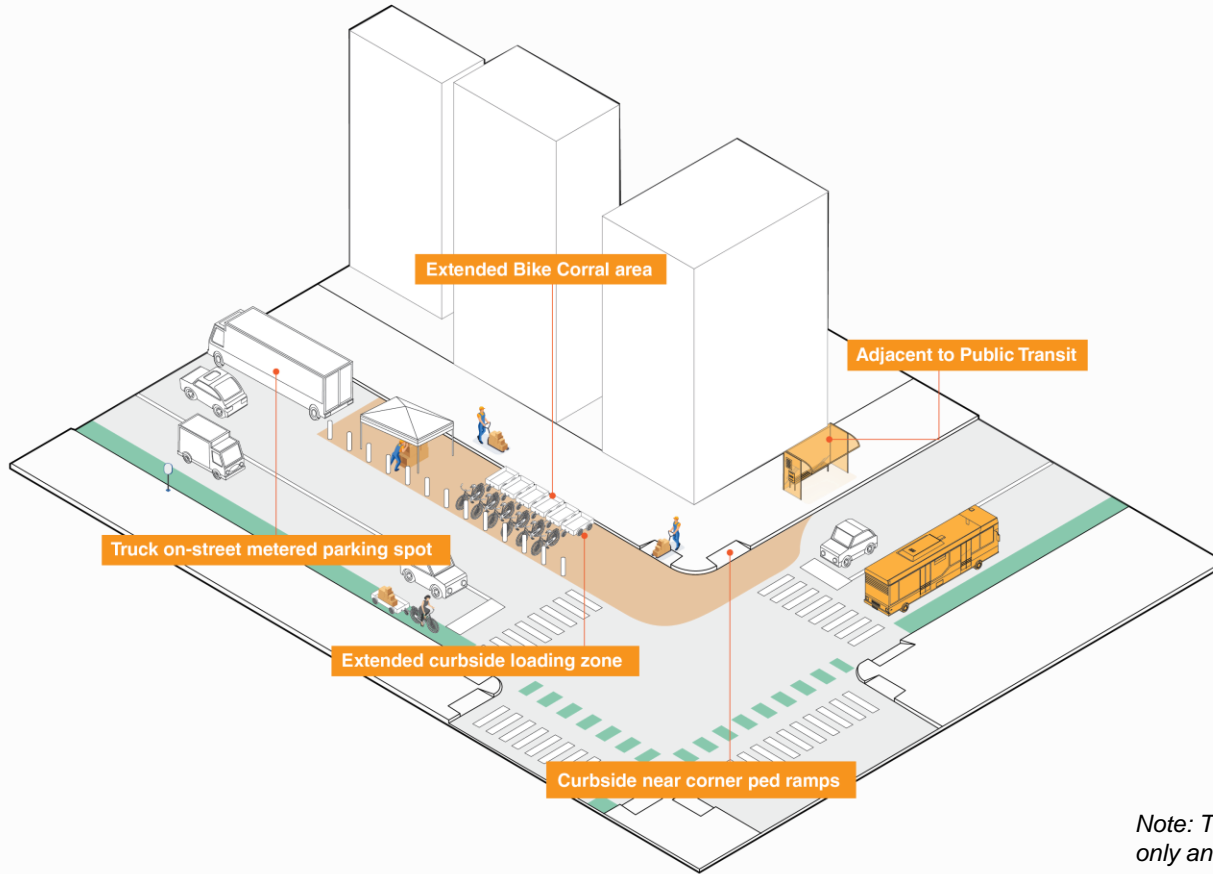 Extended Bike Corral area
Adjacent to Public Transit
Truck on-street metered parking spot
Extended curbside loading zone
Curbside near corner ped ramps
Note: T
only an